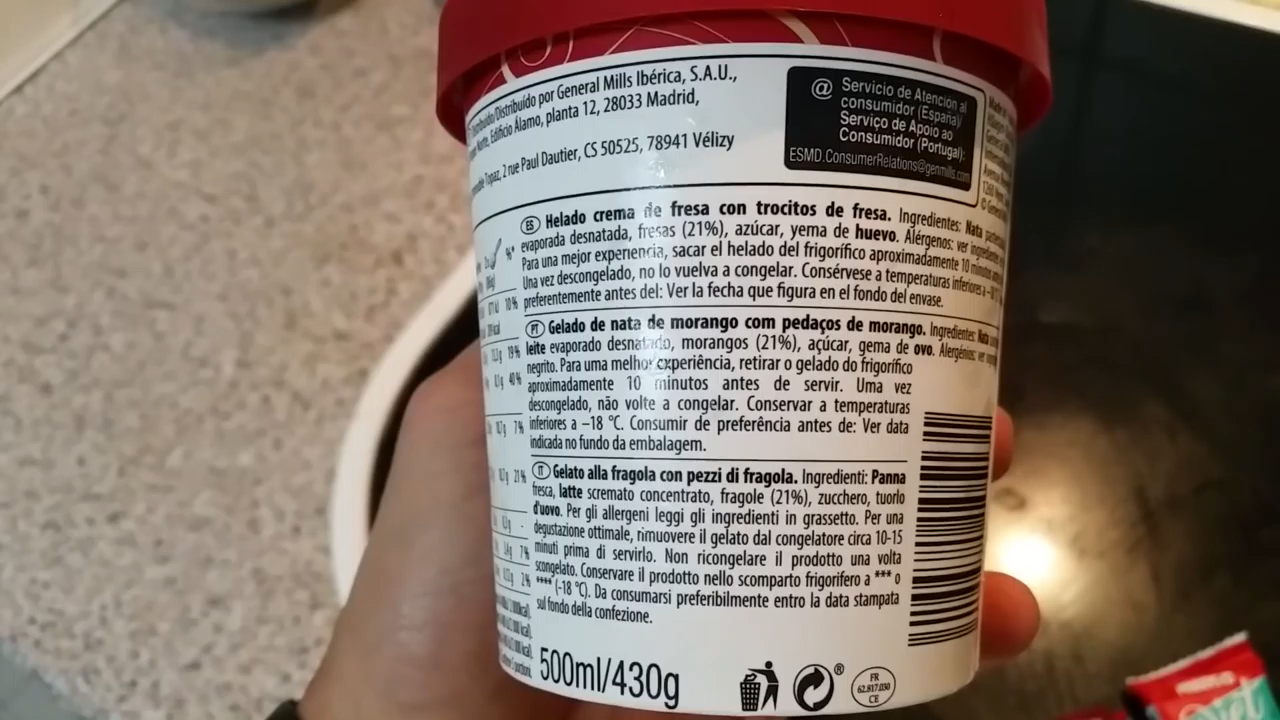 Distribuido/Distribuído por General Mills Ibérica, S.A.U.,
Norte, Edificio Álamo, planta 12, 28033 Madrid,
Topaz, 2 rue Paul Dautier, CS 50525, 78941 Vélizy
@ Servicio de Atención al
consumidor (España)/
Serviço de Apoio ao
Consumidor (Portugal):
ESMD.ConsumerRelations@genmills.com
ES Helado crema de fresa con trocitos de fresa. Ingredientes: Nata
evaporada desnatada, fresas (21%), azúcar, yema de huevo. Alérgenos: ver
Para una mejor experiencia, sacar el helado del frigorífico aproximadamente 10 minutos
Una vez descongelado, no lo vuelva a congelar. Consérvese a temperaturas inferiores a –18
preferentemente antes del: Ver la fecha que figura en el fondo del envase.
PT Gelado de nata de morango com pedaços de morango. Ingredientes: Nata
leite evaporado desnatado, morangos (21%), açúcar, gema de ovo. Alergénios: ver
negrito. Para uma melhor experiência, retirar o gelado do frigorífico
aproximadamente 10 minutos antes de servir. Uma vez
descongelado, não volte a congelar. Conservar a temperaturas
inferiores a –18 °C. Consumir de preferência antes de: Ver data
indicada no fundo da embalagem.
IT Gelato alla fragola con pezzi di fragola. Ingredienti: Panna
fresca, latte scremato concentrato, fragole (21%), zucchero, tuorlo
d'uovo. Per gli allergeni leggi gli ingredienti in grassetto. Per una
degustazione ottimale, rimuovere il gelato dal congelatore circa 10-15
minuti prima di servirlo. Non ricongelare il prodotto una volta
scongelato. Conservare il prodotto nello scomparto frigorifero a *** o
**** (-18 °C). Da consumarsi preferibilmente entro la data stampata
sul fondo della confezione.
%*
10%
19%
40%
7%
21%
7%
2%
500ml/430g
®
FR
62.817.030
CE